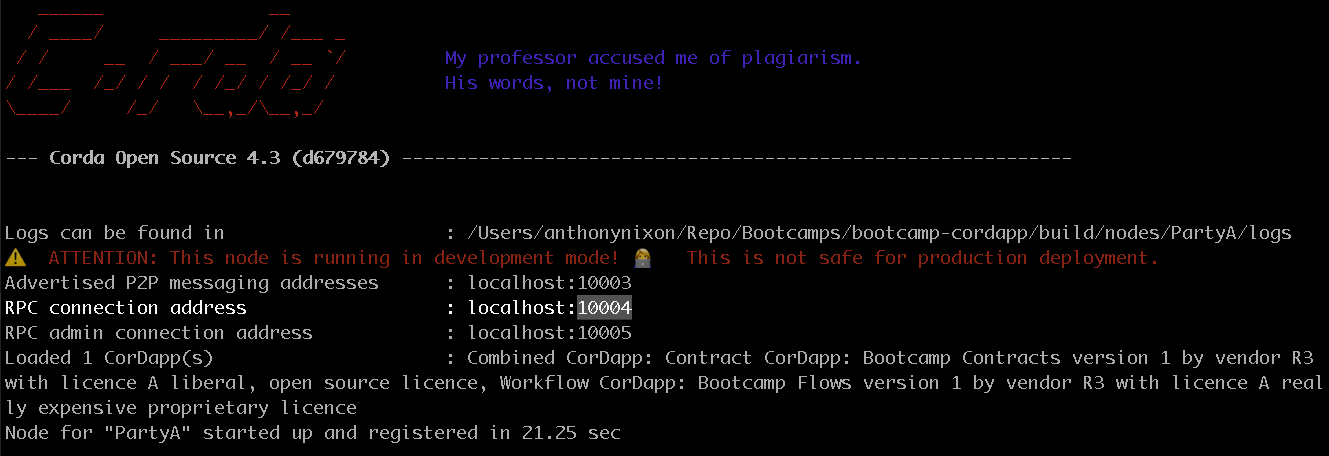 Corda
My professor accused me of plagiarism.
His words, not mine!
--- Corda Open Source 4.3 (d679784) -------------------------------------------------------------
Logs can be found in : /Users/anthonynixon/Repo/Bootcamps/bootcamp-cordapp/build/nodes/PartyA/logs
⚠️ ATTENTION: This node is running in development mode! 👩‍💻 This is not safe for production deployment.
Advertised P2P messaging addresses : localhost:10003
RPC connection address : localhost:10004
RPC admin connection address : localhost:10005
Loaded 1 CorDapp(s) : Combined CorDapp: Contract CorDapp: Bootcamp Contracts version 1 by vendor R3
with licence A liberal, open source licence, Workflow CorDapp: Bootcamp Flows version 1 by vendor R3 with licence A real
ly expensive proprietary licence
Node for "PartyA" started up and registered in 21.25 sec